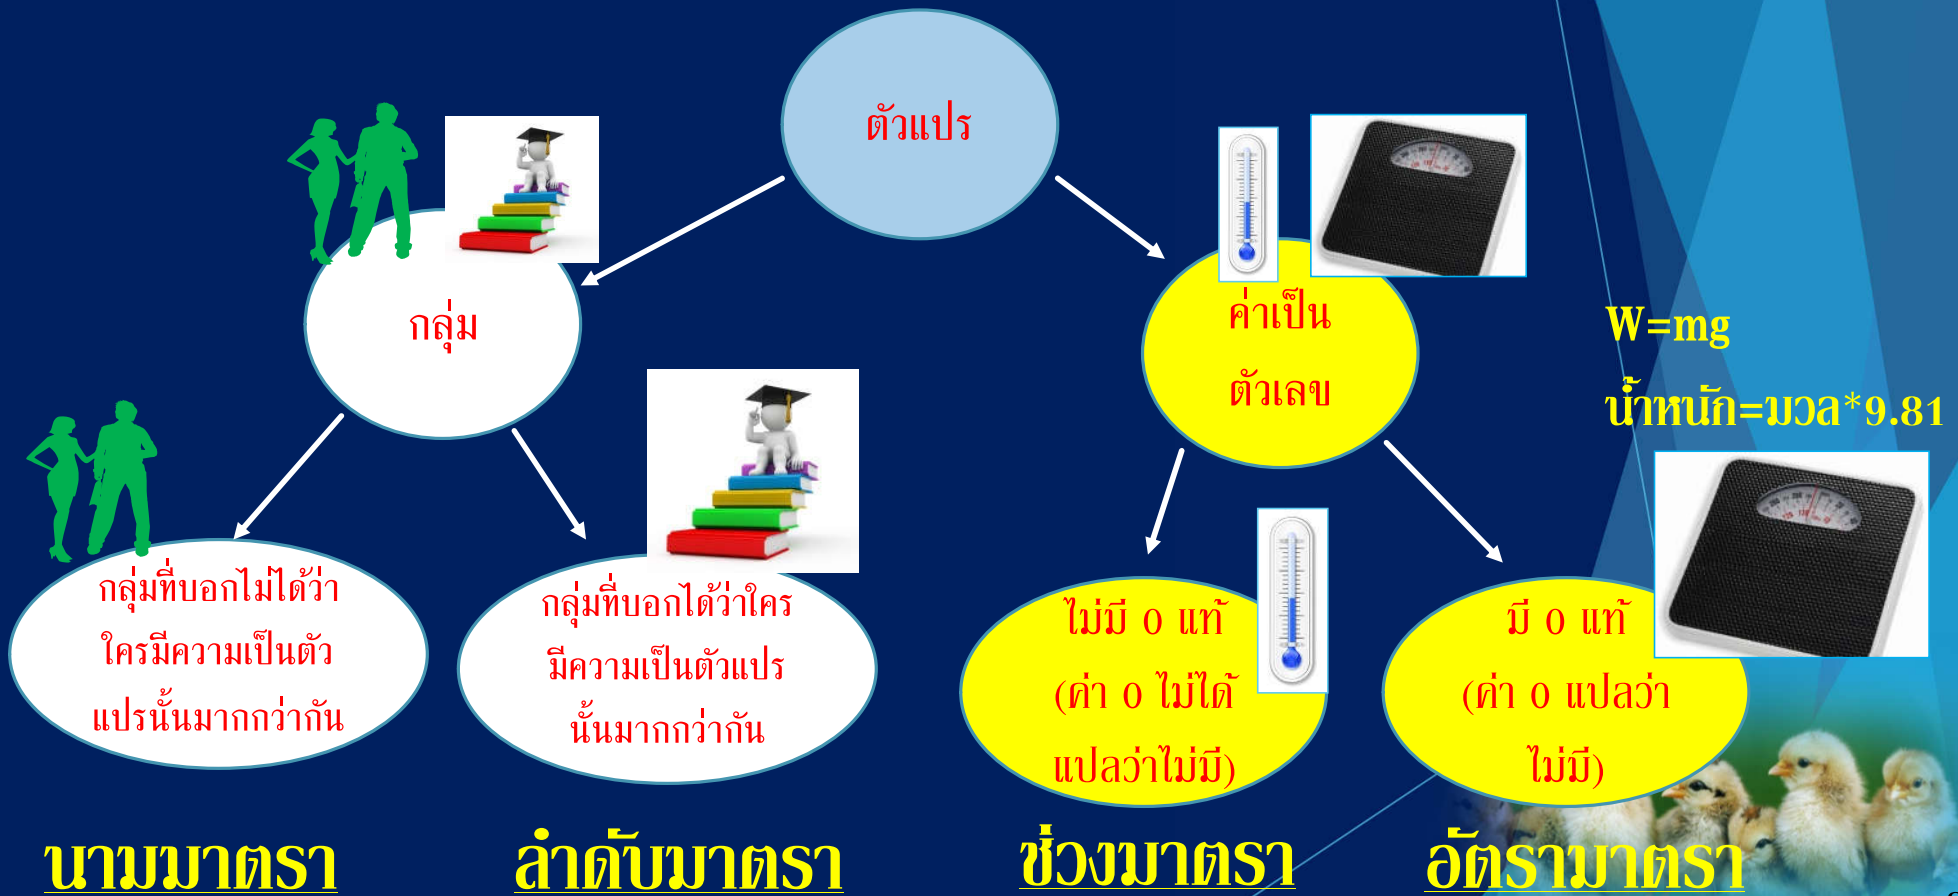 ตัวแปร
กลุ่ม
ค่าเป็น
ตัวเลข
W=mg
น้ำหนัก=มวล*9.81
กลุ่มที่บอกไม่ได้ว่า
ใครมีความเป็นตัว
แปรนั้นมากกว่ากัน
กลุ่มที่บอกได้ว่าใคร
มีความเป็นตัวแปร
นั้นมากกว่ากัน
ไม่มี 0 แท้
(ค่า 0 ไม่ได้
แปลว่าไม่มี)
มี 0 แท้
(ค่า 0 แปลว่า
ไม่มี)
นามมาตรา
ลำดับมาตรา
ช่วงมาตรา
อัตรามาตรา